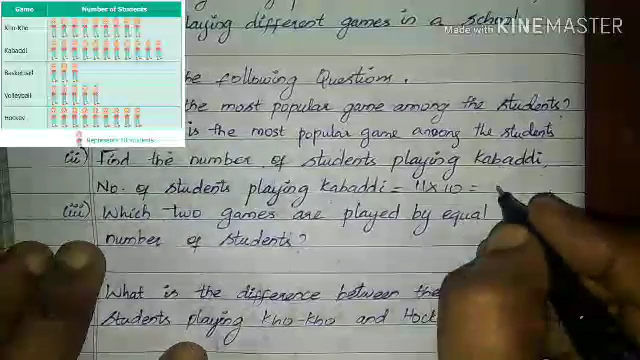 Game Number of Students
Kho-Kho
Kabaddi
Basketball
Volleyball
Hockey
Represents 10 students
Made with KINEMASTER
playing different games in a school
the following Questions.
the most popular game among the students?
is the most popular game among the students
(ii) Find the number of students playing kabaddi.
No. of students playing kabaddi = 11×10 =
(iii) Which two games are played by equal
number of students?
What is the difference between the
students playing kho-kho and